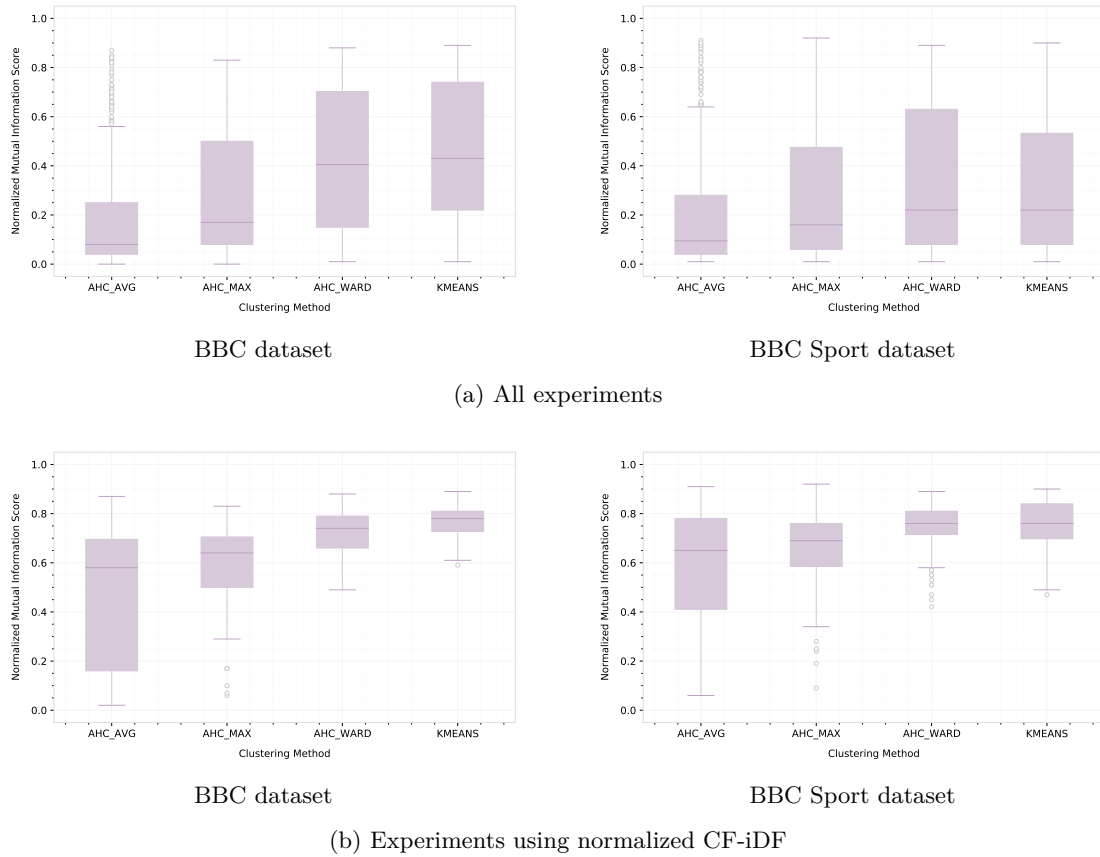 1.0
0.8
0.6
0.4
0.2
0.0
Normalized Mutual Information Score
AHC_AVG AHC_MAX AHC_WARD KMEANS
Clustering Method
BBC dataset
1.0
0.8
0.6
0.4
0.2
0.0
Normalized Mutual Information Score
AHC_AVG AHC_MAX AHC_WARD KMEANS
Clustering Method
BBC Sport dataset
(a) All experiments
1.0
0.8
0.6
0.4
0.2
0.0
Normalized Mutual Information Score
AHC_AVG AHC_MAX AHC_WARD KMEANS
Clustering Method
BBC dataset
1.0
0.8
0.6
0.4
0.2
0.0
Normalized Mutual Information Score
AHC_AVG AHC_MAX AHC_WARD KMEANS
Clustering Method
BBC Sport dataset
(b) Experiments using normalized CF-iDF